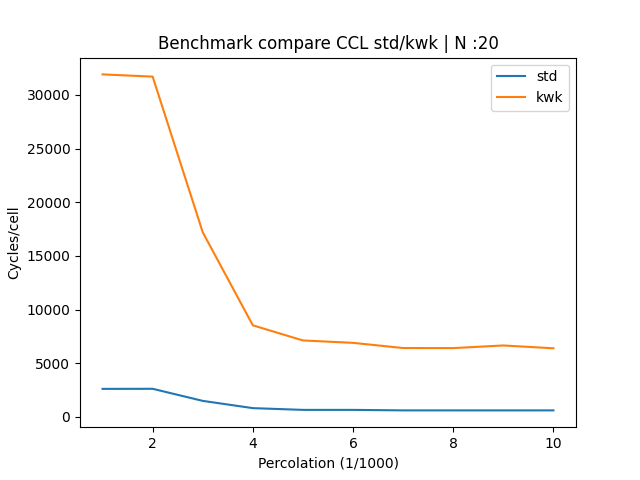 Benchmark compare CCL std/kwk | N :20
std
kwk
30000
25000
20000
15000
10000
5000
0
Cycles/cell
2
4
6
8
10
Percolation (1/1000)